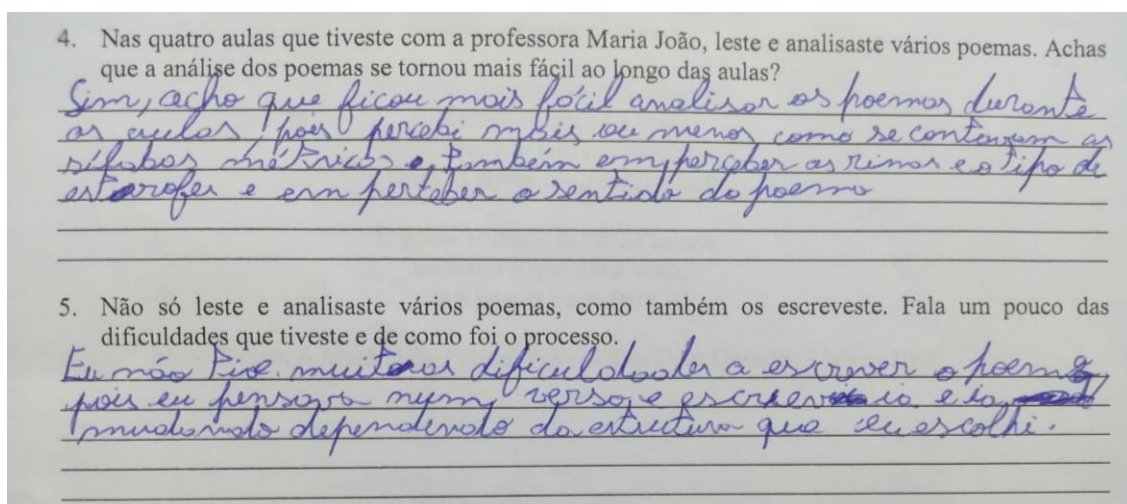 4. Nas quatro aulas que tiveste com a professora Maria João, leste e analisaste vários poemas. Achas
que a análise dos poemas se tornou mais fácil ao longo das aulas?
Sim, acho que ficou mais fácil analisar os poemas durante
as aulas, pois percebi mais ou menos como se contavam as
sílabas métricas e também em perceber as rimas e o tipo de
estrofes e em perceber o sentido do poema
5. Não só leste e analisaste vários poemas, como também os escreveste. Fala um pouco das
dificuldades que tiveste e de como foi o processo.
Eu não tive muitas dificuldades a escrever o poema,
pois eu pensava num verso e escrevia e ia
mudando dependendo da estrutura que eu escolhi.